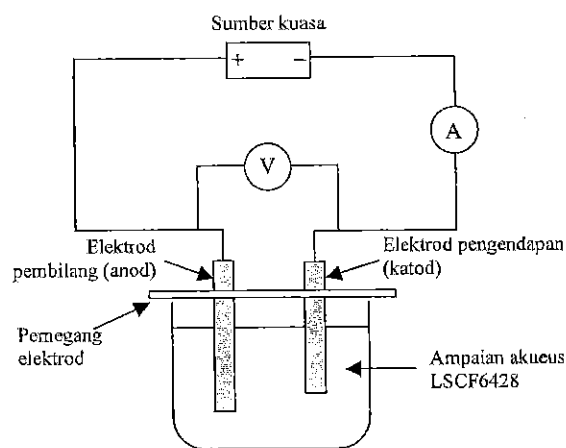 Sumber kuasa
+ −
A
V
Elektrod
pembilang (anod)
Elektrod pengendapan
(katod)
Pemegang
elektrod
Ampaian akueus
LSCF6428